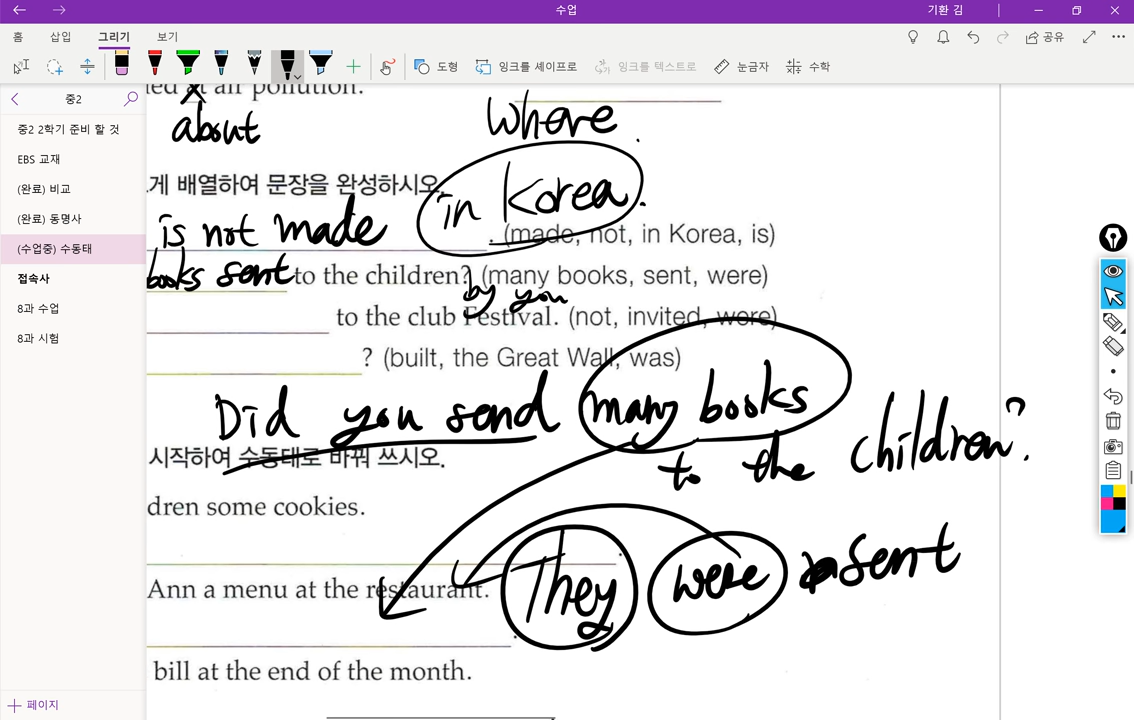 수업
기환 김
홈 삽입 그리기 보기
공유
도형 잉크를 셰이프로 잉크를 텍스트로 눈금자 수학
중2
중2 2학기 준비 할 것
EBS 교재
(완료) 비교
(완료) 동명사
(수업중) 수동태
접속사
8과 수업
8과 시험
페이지
air pollution.
about
where
게 배열하여 문장을 완성하시오.
is not made in Korea. (made, not, in Korea, is)
books sent to the children? (many books, sent, were)
by you
to the club Festival. (not, invited, were)
? (built, the Great Wall, was)
Did you send many books
to the children?
시작하여 수동태로 바꿔 쓰시오.
dren some cookies.
They were sent
Ann a menu at the restaurant.
bill at the end of the month.